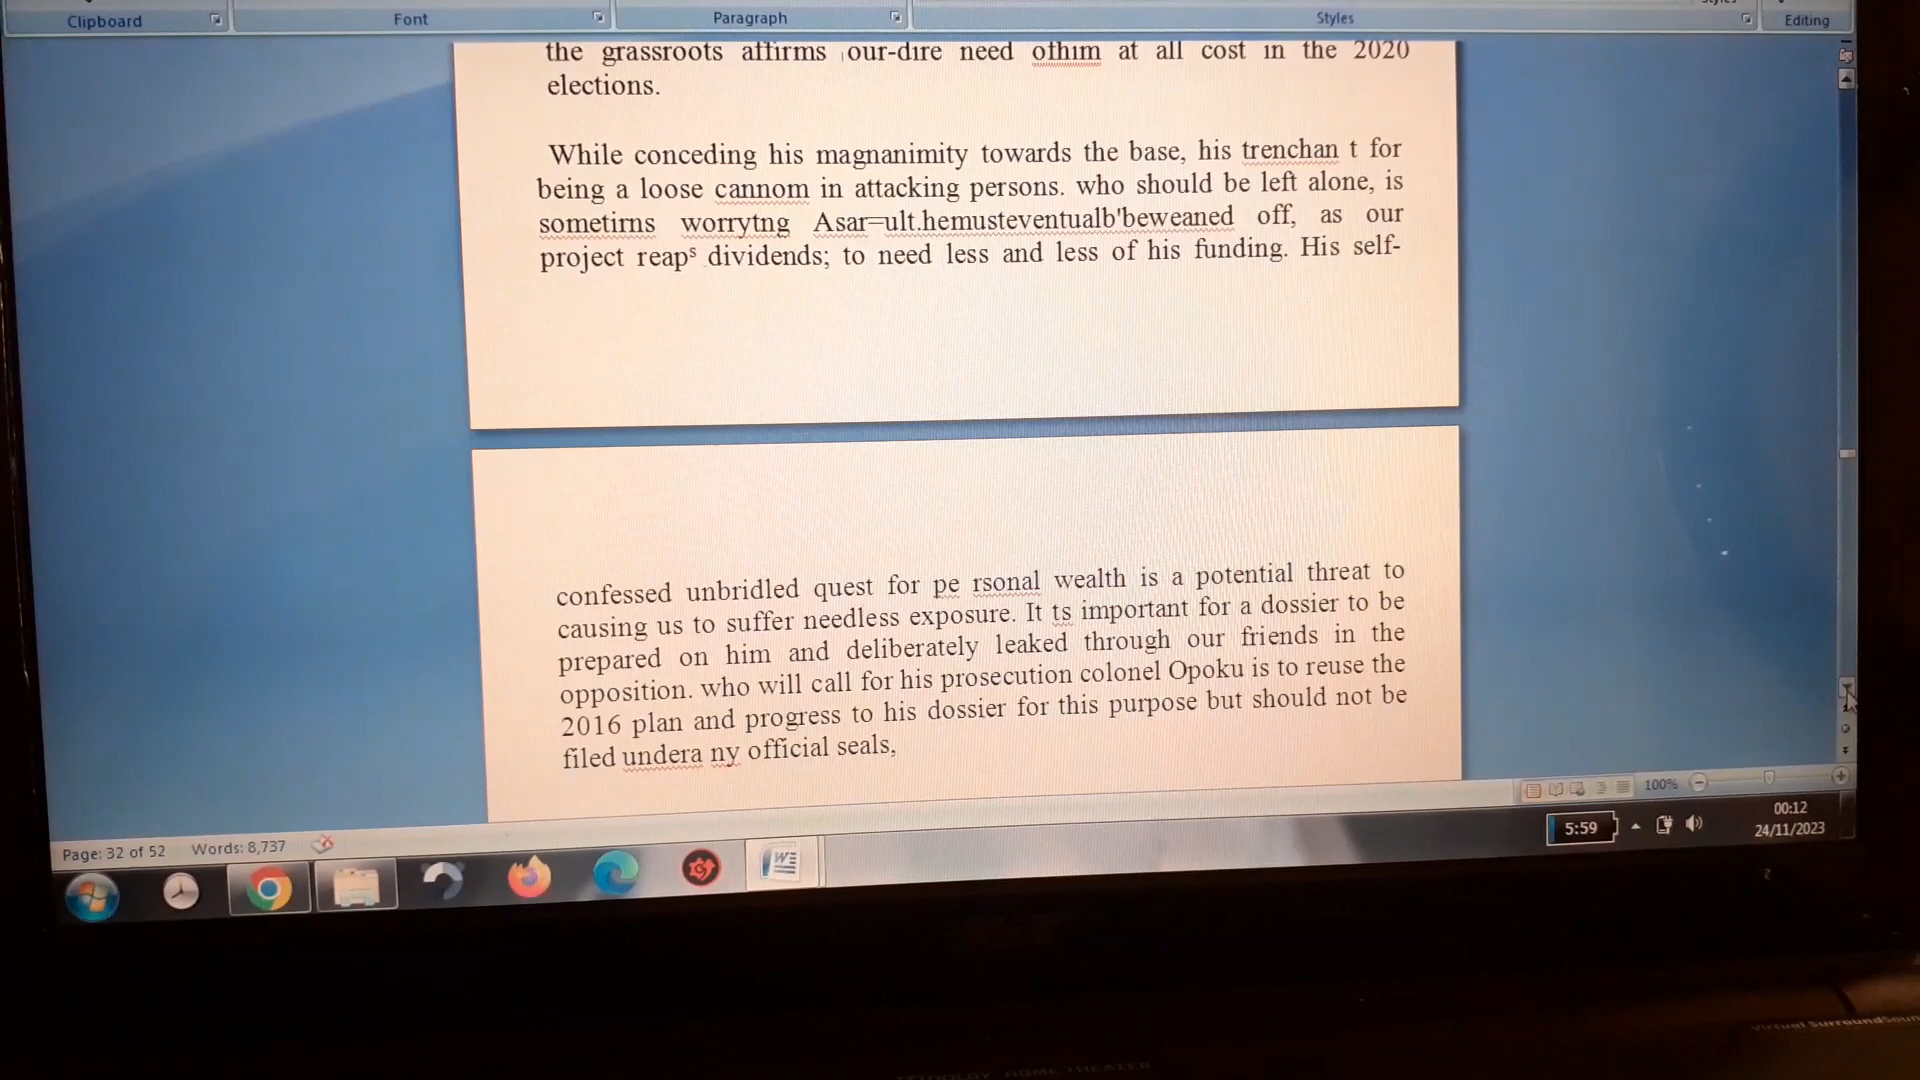 Clipboard
Font
Paragraph
Styles
Editing
the grassroots affirms our-dire need othim at all cost in the 2020
elections.
While conceding his magnanimity towards the base, his trenchan t for
being a loose cannom in attacking persons. who should be left alone, is
sometirns worrytng Asar=ult.hemusteventualb'beweaned off, as our
project reapˢ dividends; to need less and less of his funding. His self-
confessed unbridled quest for pe rsonal wealth is a potential threat to
causing us to suffer needless exposure. It ts important for a dossier to be
prepared on him and deliberately leaked through our friends in the
opposition. who will call for his prosecution colonel Opoku is to reuse the
2016 plan and progress to his dossier for this purpose but should not be
filed undera ny official seals,
100%
Page: 32 of 52
Words: 8,737
5:59
00:12
24/11/2023